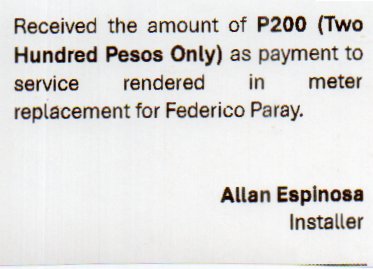 Received the amount of P200 (Two
Hundred Pesos Only) as payment to
service rendered in meter
replacement for Federico Paray.
Allan Espinosa
Installer